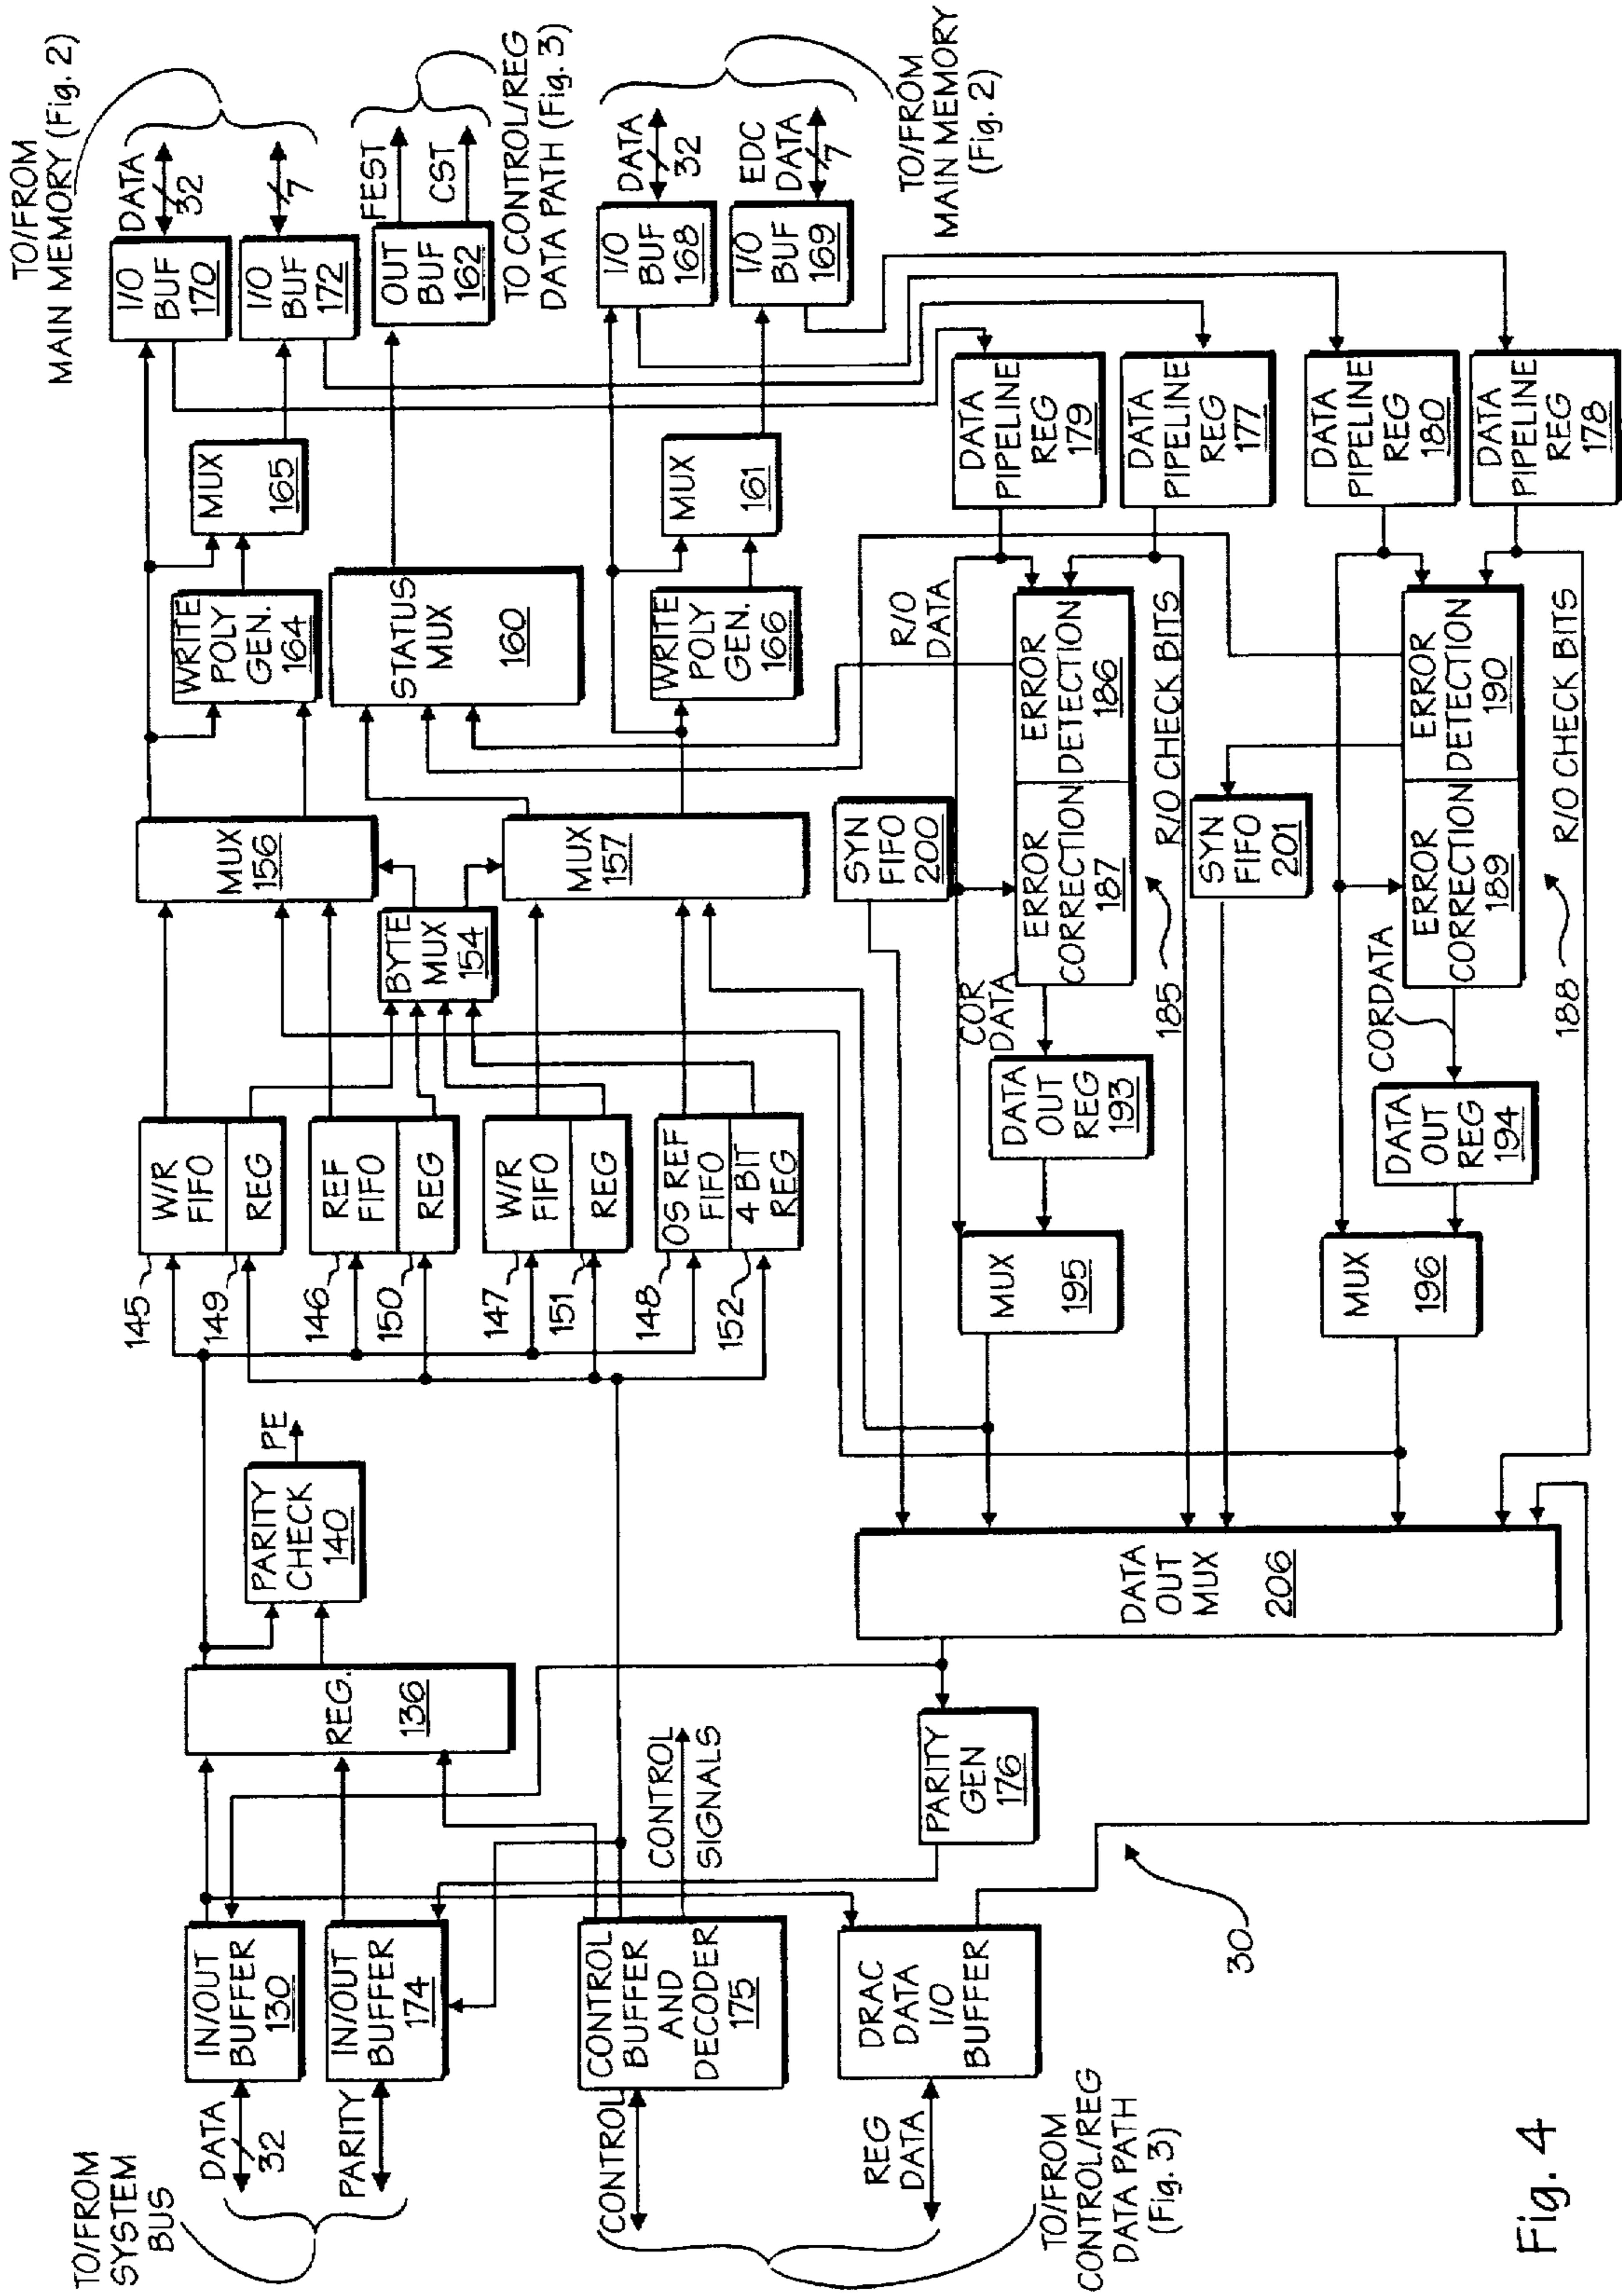 TO/FROM
SYSTEM
BUS
DATA
32
PARITY
IN/OUT
BUFFER
130
IN/OUT
BUFFER
174
CONTROL
CONTROL
BUFFER
AND
DECODER
175
REG
DATA
DRAC
DATA
I/O
BUFFER
TO/FROM
CONTROL/REG
DATA PATH
(Fig. 3)
CONTROL
SIGNALS
REG.
136
PARITY
CHECK
140
PE
PARITY
GEN
176
30
DATA
OUT
MUX
206
145
W/R
FIFO
149
REG
146
REF
FIFO
150
REG
147
W/R
FIFO
151
REG
148
OS REF
FIFO
152
4 BIT
REG
BYTE
MUX
154
MUX
156
MUX
157
WRITE
POLY
GEN.
164
MUX
165
STATUS
MUX
160
WRITE
POLY
GEN.
166
MUX
161
TO/FROM
MAIN MEMORY (Fig. 2)
I/O
BUF
170
DATA
32
I/O
BUF
172
7
OUT
BUF
162
FEST
CST
TO CONTROL/REG
DATA PATH (Fig. 3)
I/O
BUF
168
DATA
32
I/O
BUF
169
EDC
DATA
7
TO/FROM
MAIN MEMORY
(Fig. 2)
SYN
FIFO
200
R/O
DATA
DATA
PIPELINE
REG
179
DATA
PIPELINE
REG
177
DATA
PIPELINE
REG
180
DATA
PIPELINE
REG
178
ERROR
CORRECTION
187
ERROR
DETECTION
186
185
R/O CHECK BITS
COR
DATA
DATA
OUT
REG
193
MUX
195
SYN
FIFO
201
ERROR
CORRECTION
189
ERROR
DETECTION
190
188
R/O CHECK BITS
CORDATA
DATA
OUT
REG
194
MUX
196
Fig. 4